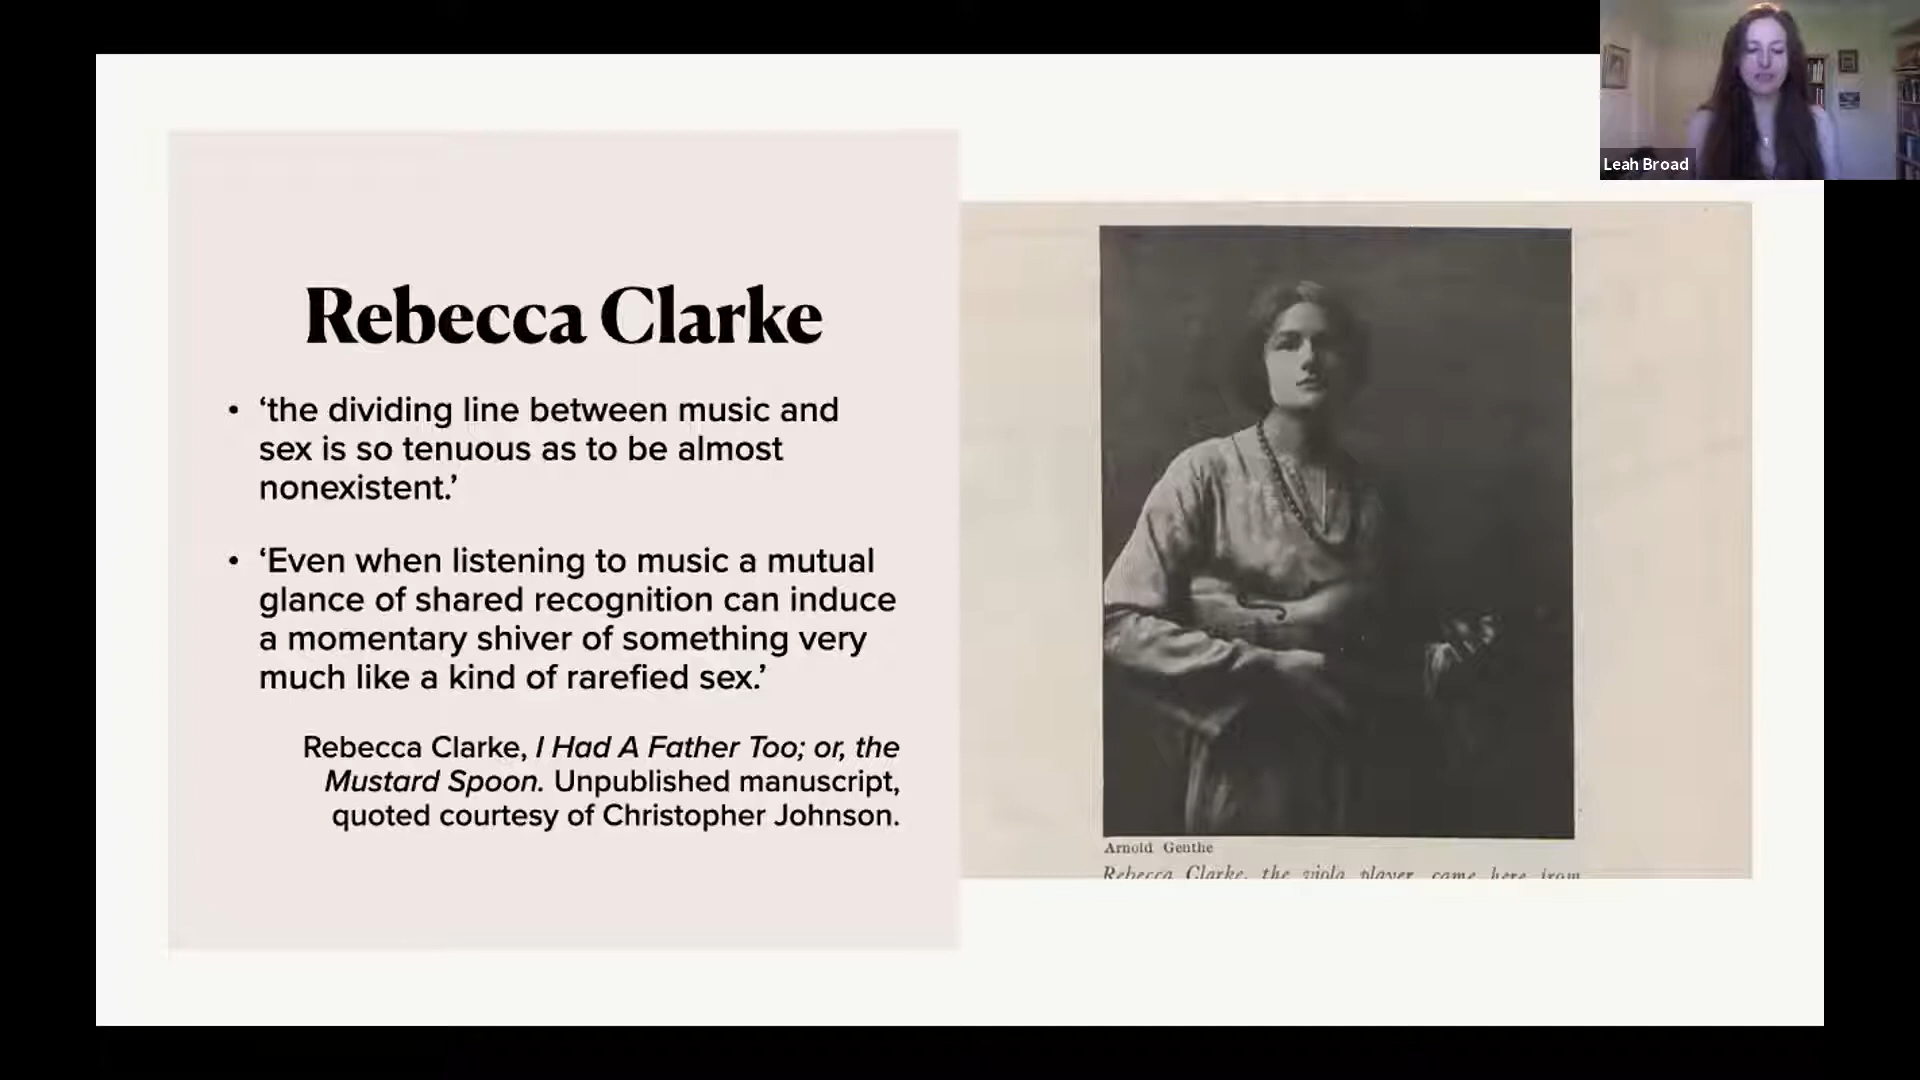 Leah Broad
Rebecca Clarke
• ‘the dividing line between music and
sex is so tenuous as to be almost
nonexistent.’
• ‘Even when listening to music a mutual
glance of shared recognition can induce
a momentary shiver of something very
much like a kind of rarefied sex.’
Rebecca Clarke, I Had A Father Too; or, the
Mustard Spoon. Unpublished manuscript,
quoted courtesy of Christopher Johnson.
Arnold Genthe
Rebecca Clarke, the viola player, came here from